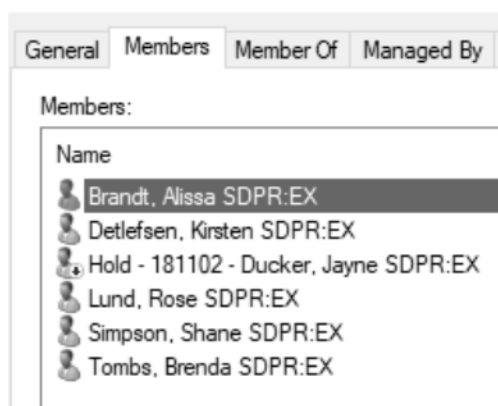 General Members Member Of Managed By
Members:
Name
Brandt, Alissa SDPR:EX
Detlefsen, Kirsten SDPR:EX
Hold - 181102 - Ducker, Jayne SDPR:EX
Lund, Rose SDPR:EX
Simpson, Shane SDPR:EX
Tombs, Brenda SDPR:EX